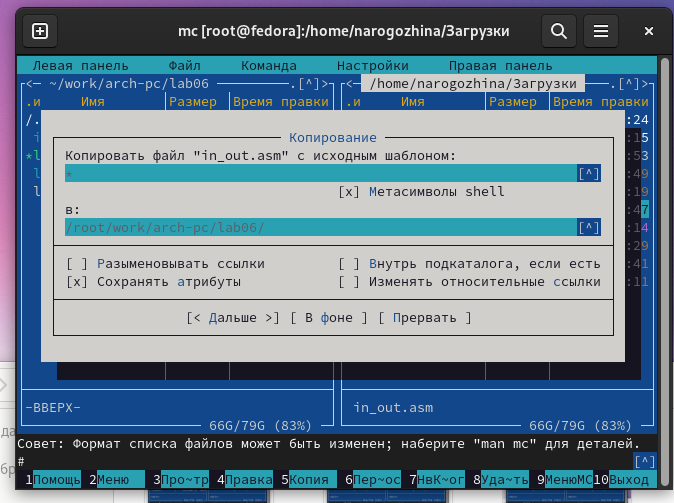 mc [root@fedora]:/home/narogozhina/Загрузки
Левая панель Файл Команда Настройки Правая панель
<— ~/work/arch-pc/lab06 .[^]> <— /home/narogozhina/Загрузки .[^]>
.и Имя Размер Время правки .и Имя Размер Время правки
/. :24
Копирование :15
Копировать файл "in_out.asm" с исходным шаблоном: :53
* [^] :49
[x] Метасимволы shell :19
в: :47
/root/work/arch-pc/lab06/ [^] :14
:29
[ ] Разыменовывать ссылки [ ] Внутрь подкаталога, если есть :41
[x] Сохранять атрибуты [ ] Изменять относительные ссылки :11
[< Дальше >] [ В фоне ] [ Прервать ]
-ВВЕРХ- in_out.asm
66G/79G (83%) 66G/79G (83%)
Совет: Формат списка файлов может быть изменен; наберите "man mc" для деталей.
# [^]
1Помощь 2Меню 3Про~тр 4Правка 5Копия 6Пер~ос 7НвК~ог 8Уда~ть 9МенюМС 10Выход